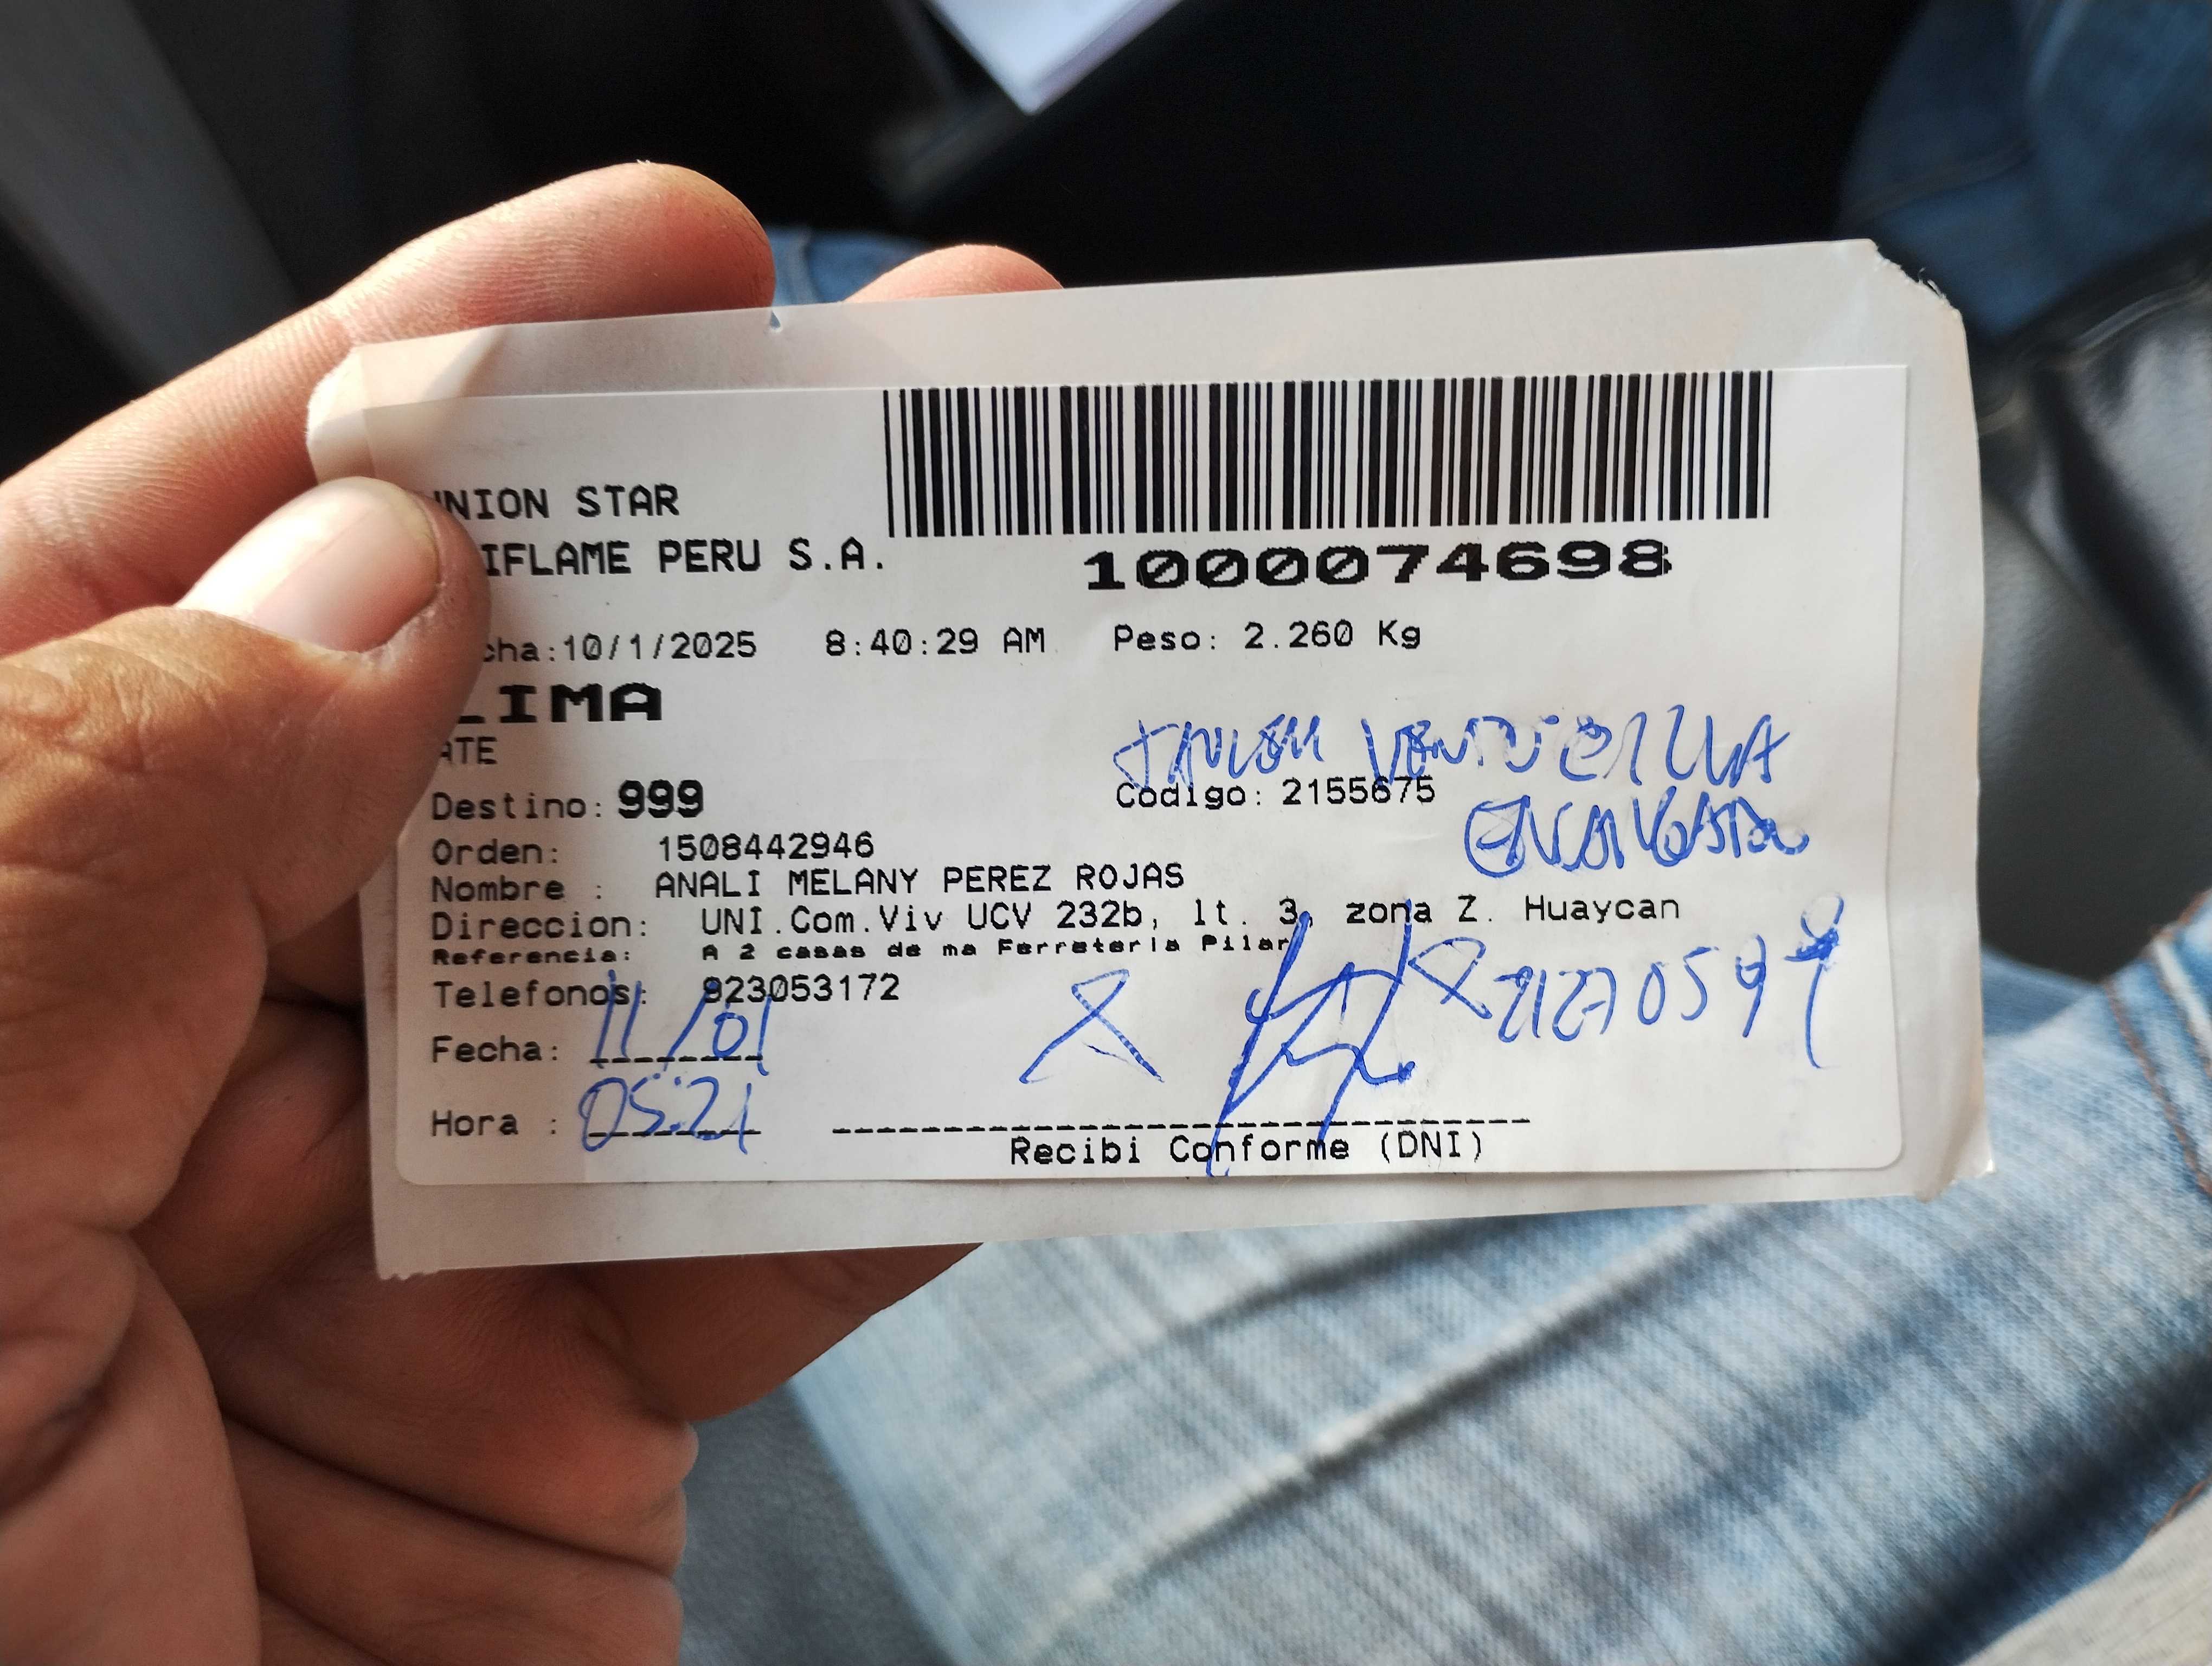 NION STAR
IFLAME PERU S.A.
1000074698
cha:10/1/2025 8:40:29 AM Peso: 2.260 Kg
LIMA
ATE
Destino: 999 Codigo: 2155675
Orden: 1508442946
Nombre : ANALI MELANY PEREZ ROJAS
Direccion: UNI.Com.Viv UCV 232b, lt. 3, zona Z. Huaycan
Referencia: A 2 casas de ma Ferreteria Pilar
Telefonos: 923053172
Fecha: 11/01
Hora : 05:21
Recibi Conforme (DNI)